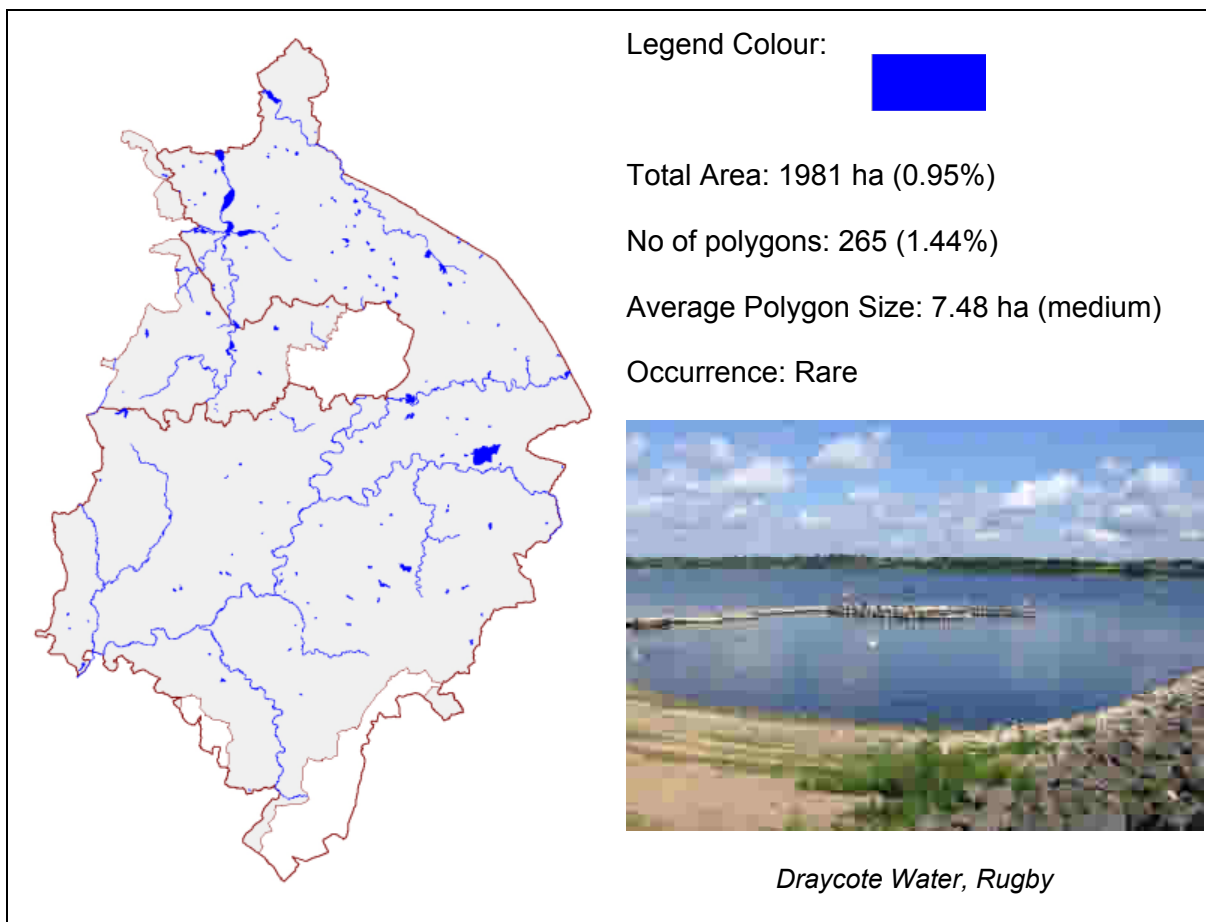 Legend Colour:
Total Area: 1981 ha (0.95%)
No of polygons: 265 (1.44%)
Average Polygon Size: 7.48 ha (medium)
Occurrence: Rare
Draycote Water, Rugby